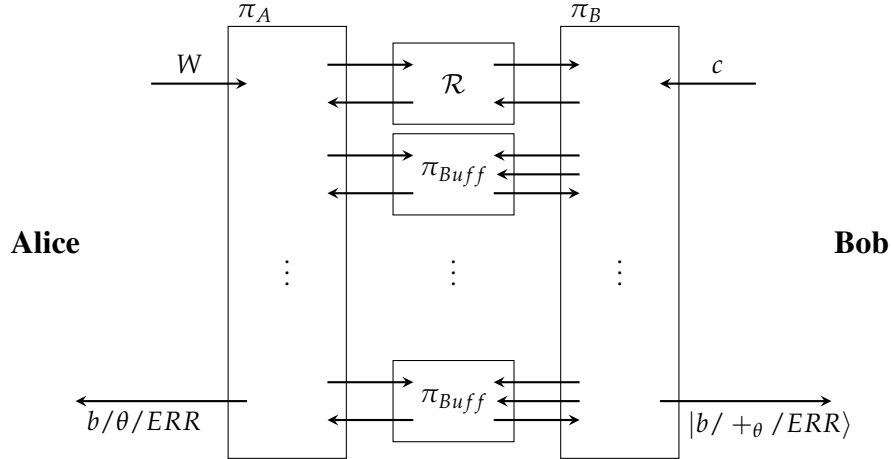 π_A π_B
W R c
π_Buff
Alice Bob
⋮ ⋮ ⋮
π_Buff
b/θ/ERR |b/ +_θ /ERR⟩